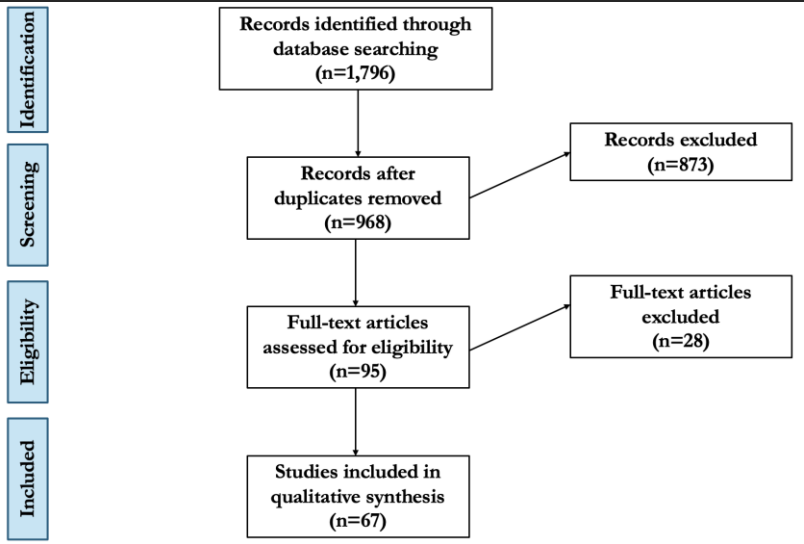 Identification
Records identified through
database searching
(n=1,796)
Records excluded
(n=873)
Screening
Records after
duplicates removed
(n=968)
Eligibility
Full-text articles
assessed for eligibility
(n=95)
Full-text articles
excluded
(n=28)
Included
Studies included in
qualitative synthesis
(n=67)